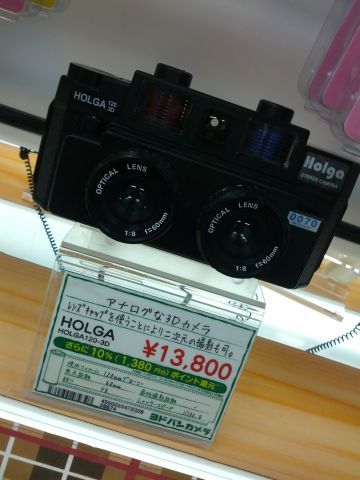 HOLGA 120 3D
Holga
STEREO CAMERA
OPTICAL LENS
1:8 f=60mm
OPTICAL LENS
1:8 f=60mm
0070
アナログな3Dカメラ
レンズキャップを使うことにより二次元の撮影も可。
HOLGA
HOLGA120-3D
¥13,800
さらに10%(1,380円分)ポイント還元
ヨドバシカメラ